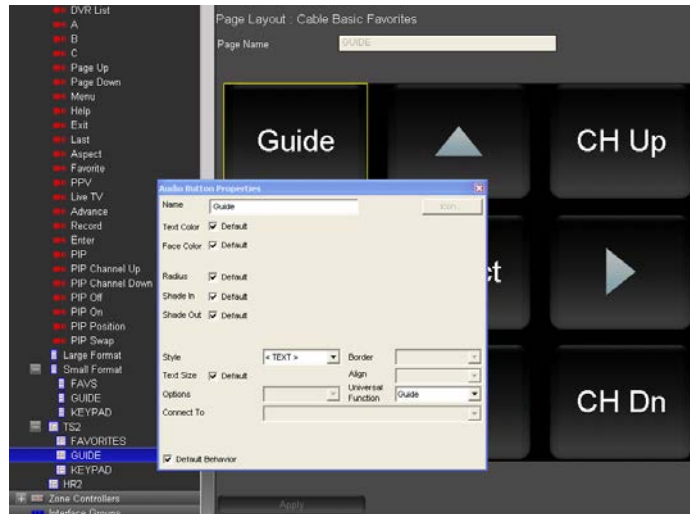 DVR List
A
B
C
Page Up
Page Down
Menu
Help
Exit
Last
Aspect
Favorite
PPV
Live TV
Advance
Record
Enter
PIP
PIP Channel Up
PIP Channel Down
PIP Off
PIP On
PIP Position
PIP Swap
Large Format
Small Format
FAVS
GUIDE
KEYPAD
TS2
FAVORITES
GUIDE
KEYPAD
HR2
Zone Controllers
Interface Groups
Page Layout : Cable Basic Favorites
Page Name GUIDE
Guide CH Up
ct
CH Dn
Audio Button Properties
Name Guide Icon...
Text Color Default
Face Color Default
Radius Default
Shade In Default
Shade Out Default
Style < TEXT > Border
Text Size Default Align
Options Universal Function Guide
Connect To
Default Behavior
Apply